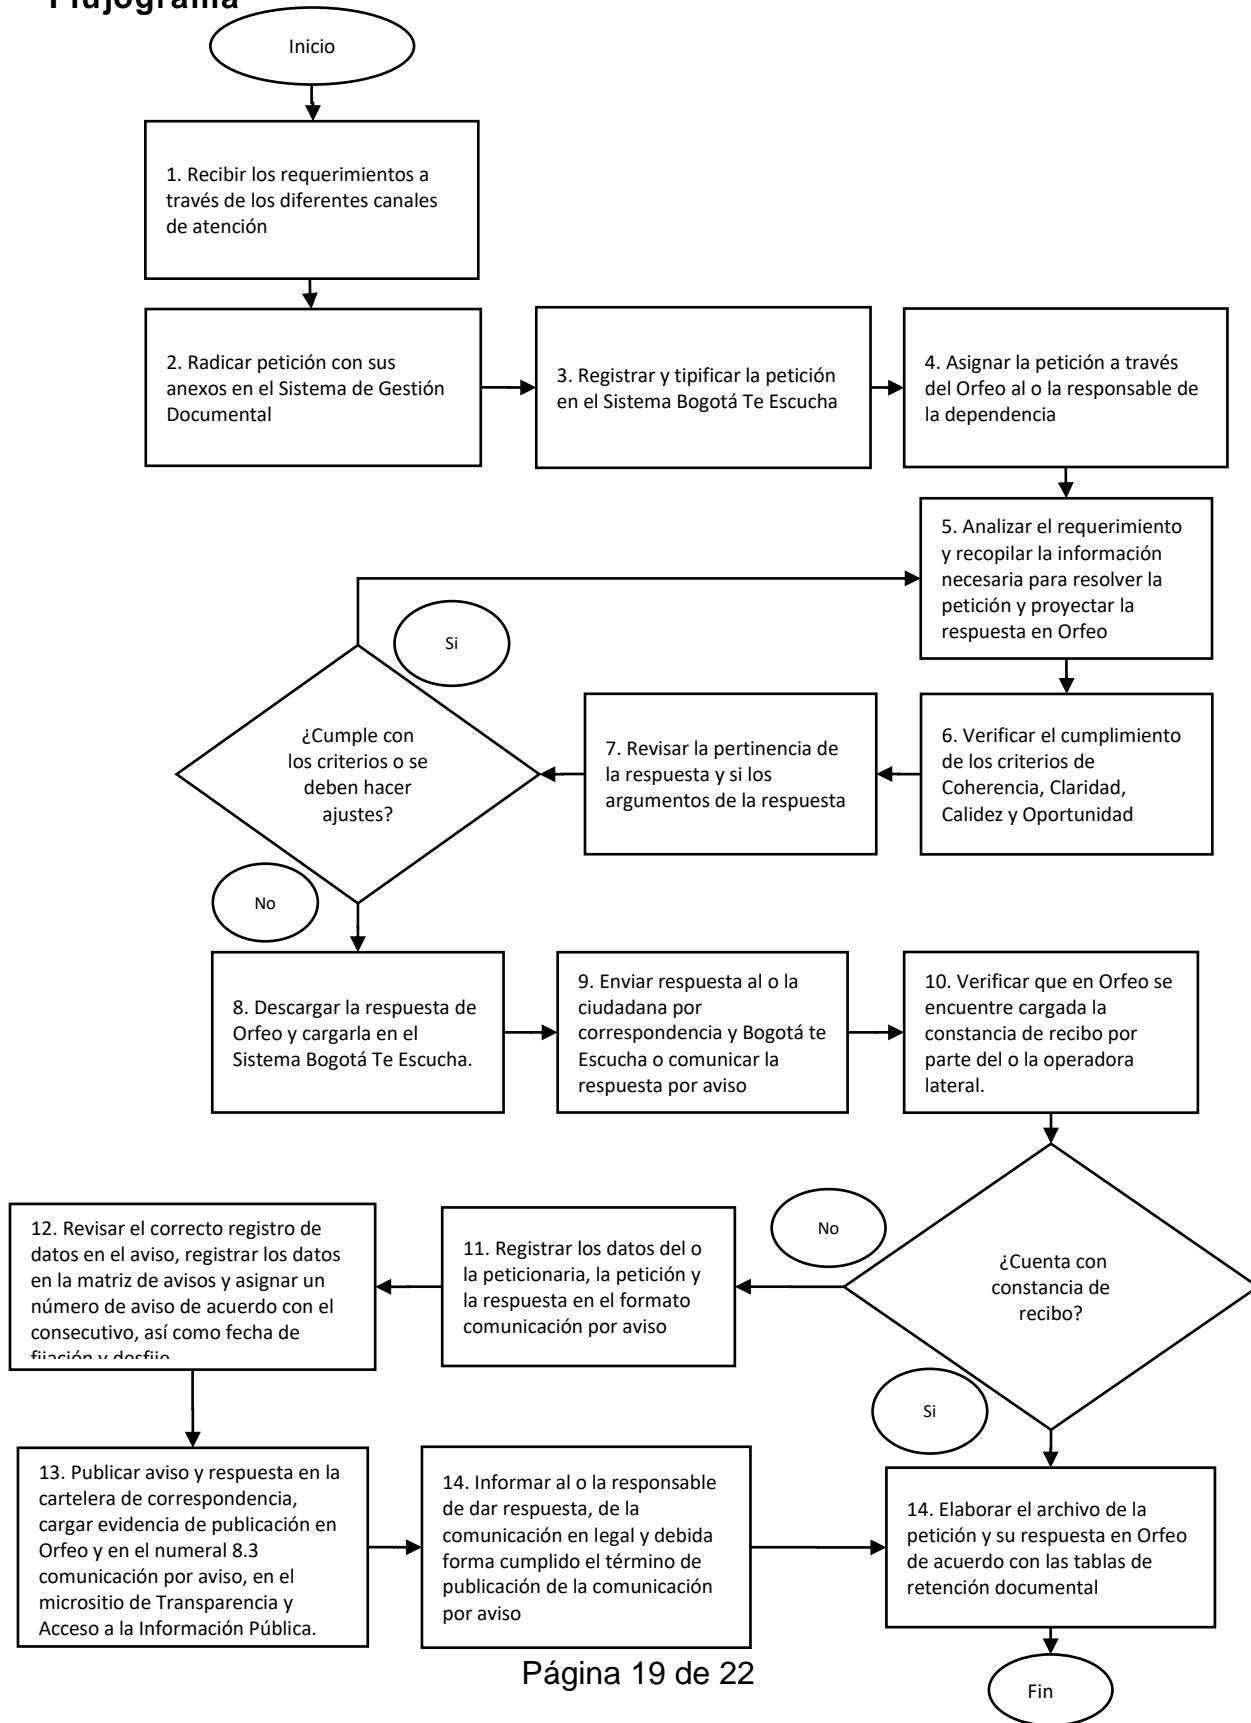 Flujograma
Inicio
1. Recibir los requerimientos a
través de los diferentes canales
de atención
2. Radicar petición con sus
anexos en el Sistema de Gestión
Documental
3. Registrar y tipificar la petición
en el Sistema Bogotá Te Escucha
4. Asignar la petición a través
del Orfeo al o la responsable de
la dependencia
5. Analizar el requerimiento
y recopilar la información
necesaria para resolver la
petición y proyectar la
respuesta en Orfeo
Si
¿Cumple con
los criterios o se
deben hacer
ajustes?
7. Revisar la pertinencia de
la respuesta y si los
argumentos de la respuesta
6. Verificar el cumplimiento
de los criterios de
Coherencia, Claridad,
Calidez y Oportunidad
No
8. Descargar la respuesta de
Orfeo y cargarla en el
Sistema Bogotá Te Escucha.
9. Enviar respuesta al o la
ciudadana por
correspondencia y Bogotá te
Escucha o comunicar la
respuesta por aviso
10. Verificar que en Orfeo se
encuentre cargada la
constancia de recibo por
parte del o la operadora
lateral.
12. Revisar el correcto registro de
datos en el aviso, registrar los datos
en la matriz de avisos y asignar un
número de aviso de acuerdo con el
consecutivo, así como fecha de
fijación y desfije
11. Registrar los datos del o
la peticionaria, la petición y
la respuesta en el formato
comunicación por aviso
No
¿Cuenta con
constancia de
recibo?
Si
13. Publicar aviso y respuesta en la
cartelera de correspondencia,
cargar evidencia de publicación en
Orfeo y en el numeral 8.3
comunicación por aviso, en el
micrositio de Transparencia y
Acceso a la Información Pública.
14. Informar al o la responsable
de dar respuesta, de la
comunicación en legal y debida
forma cumplido el término de
publicación de la comunicación
por aviso
14. Elaborar el archivo de la
petición y su respuesta en Orfeo
de acuerdo con las tablas de
retención documental
Página 19 de 22
Fin